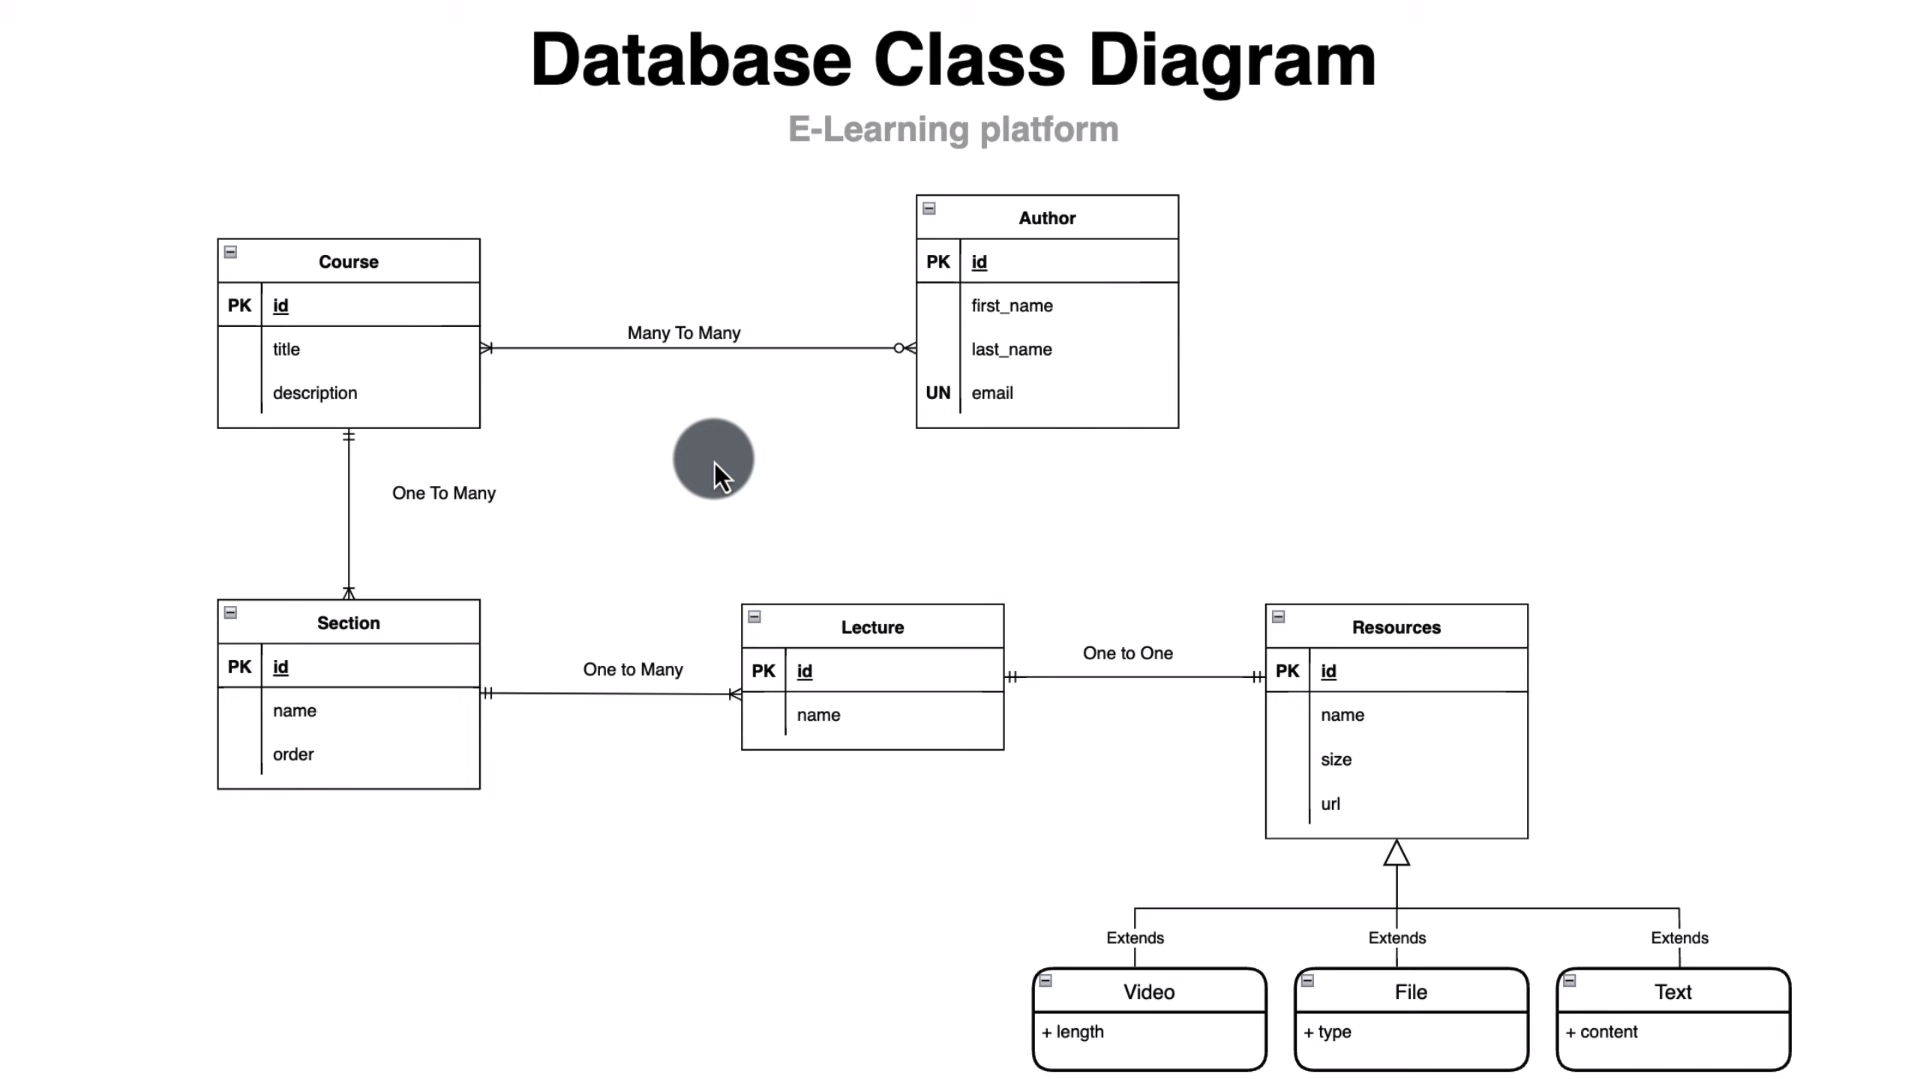 Database Class Diagram
E-Learning platform
Course
PK id
title
description
Many To Many
Author
PK id
first_name
last_name
UN email
One To Many
Section
PK id
name
order
One to Many
Lecture
PK id
name
One to One
Resources
PK id
name
size
url
Extends
Extends
Extends
Video
+ length
File
+ type
Text
+ content